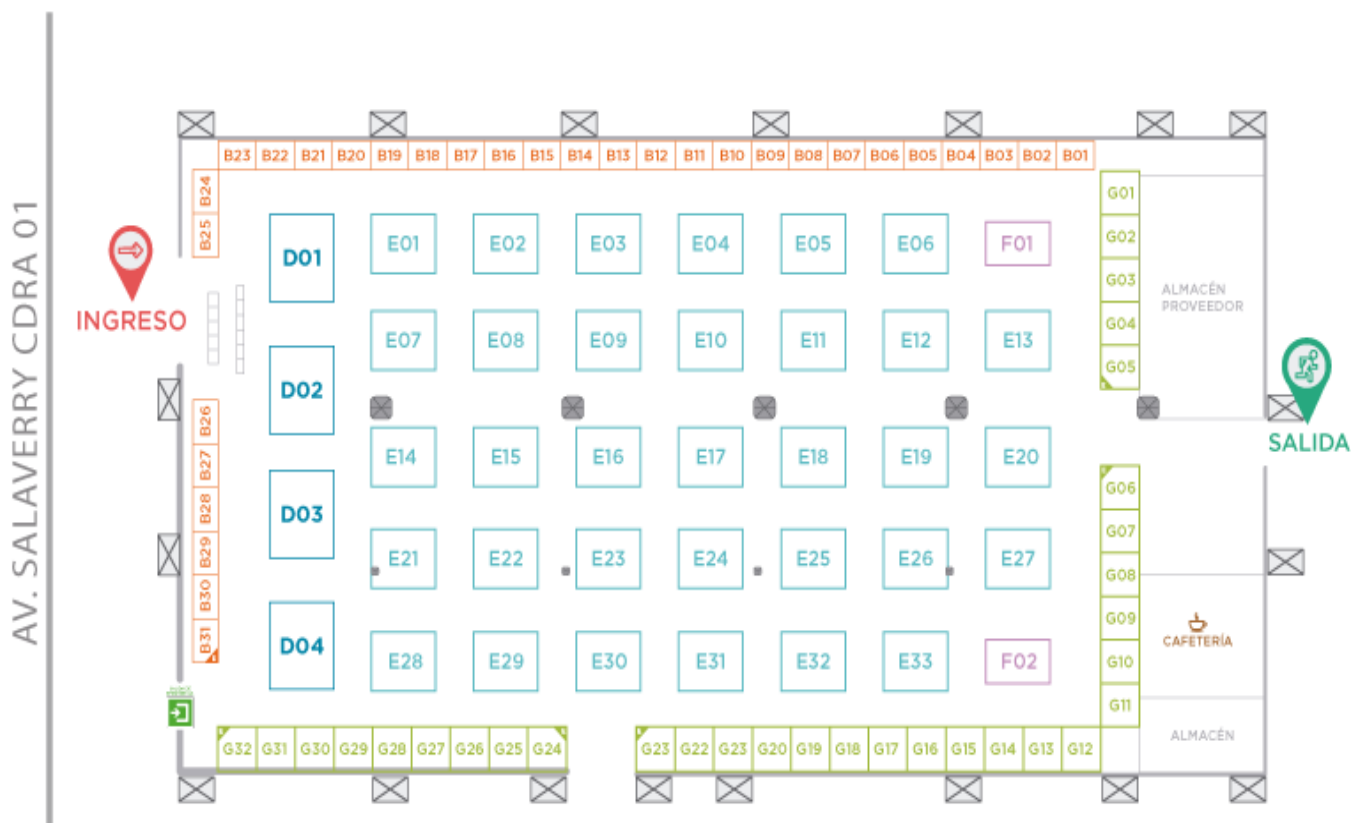 AV. SALAVERRY CDRA 01
B23 B22 B21 B20 B19 B18 B17 B16 B15 B14 B13 B12 B11 B10 B09 B08 B07 B06 B05 B04 B03 B02 B01
B24
B25
INGRESO
D01
E01 E02 E03 E04 E05 E06 F01
E07 E08 E09 E10 E11 E12 E13
D02
G01
G02
G03
G04
G05
ALMACÉN
PROVEEDOR
SALIDA
B26
B27
B28
B29
B30
B31
E14 E15 E16 E17 E18 E19 E20
D03
E21 E22 E23 E24 E25 E26 E27
D04
E28 E29 E30 E31 E32 E33 F02
G06
G07
G08
G09
G10
G11
CAFETERÍA
ALMACÉN
G32 G31 G30 G29 G28 G27 G26 G25 G24
G23 G22 G23 G20 G19 G18 G17 G16 G15 G14 G13 G12